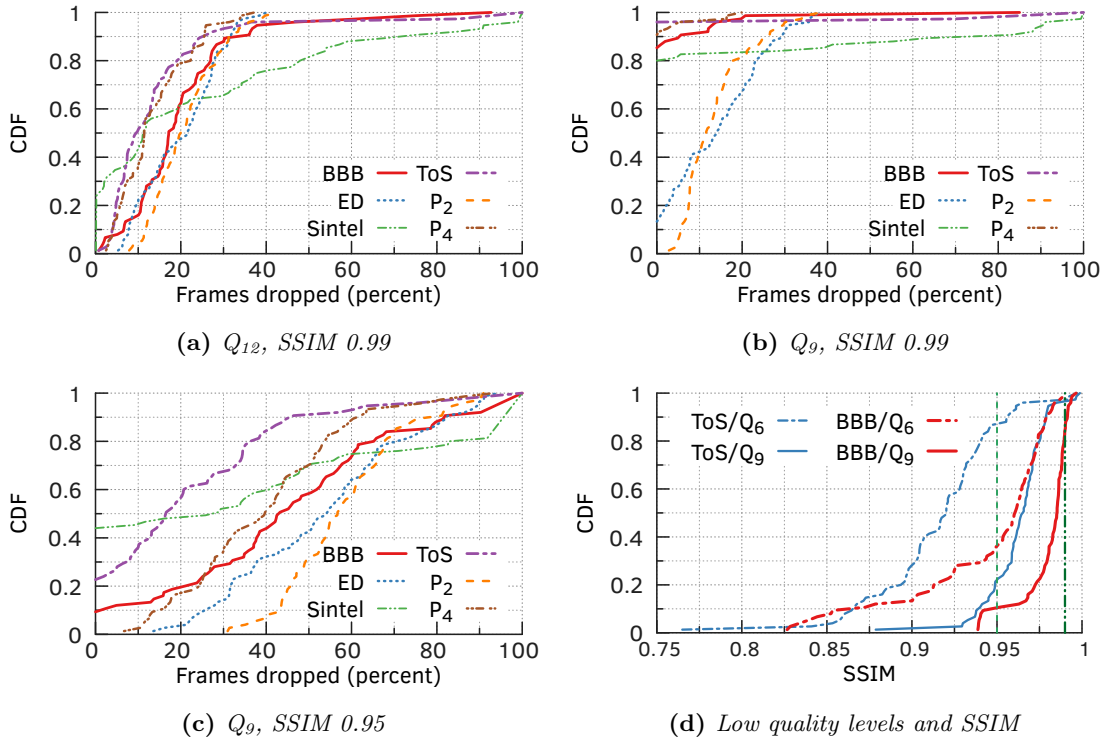 1
0.8
0.6
0.4
0.2
0
CDF
BBB ToS
ED P2
Sintel P4
0 20 40 60 80 100
Frames dropped (percent)
(a) Q12, SSIM 0.99
1
0.8
0.6
0.4
0.2
0
CDF
BBB ToS
ED P2
Sintel P4
0 20 40 60 80 100
Frames dropped (percent)
(b) Q9, SSIM 0.99
1
0.8
0.6
0.4
0.2
0
CDF
BBB ToS
ED P2
Sintel P4
0 20 40 60 80 100
Frames dropped (percent)
(c) Q9, SSIM 0.95
1
0.8
0.6
0.4
0.2
0
CDF
ToS/Q6 BBB/Q6
ToS/Q9 BBB/Q9
0.75 0.8 0.85 0.9 0.95 1
SSIM
(d) Low quality levels and SSIM